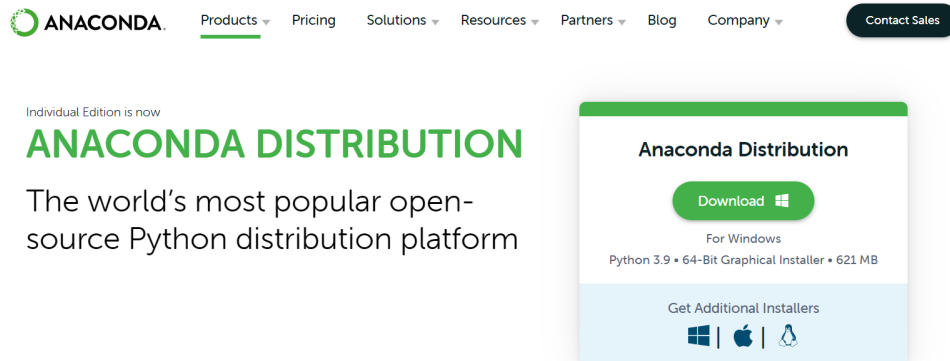 ANACONDA.
Products Pricing Solutions Resources Partners Blog Company Contact Sales
Individual Edition is now
ANACONDA DISTRIBUTION
The world's most popular open-
source Python distribution platform
Anaconda Distribution
Download
For Windows
Python 3.9 • 64-Bit Graphical Installer • 621 MB
Get Additional Installers